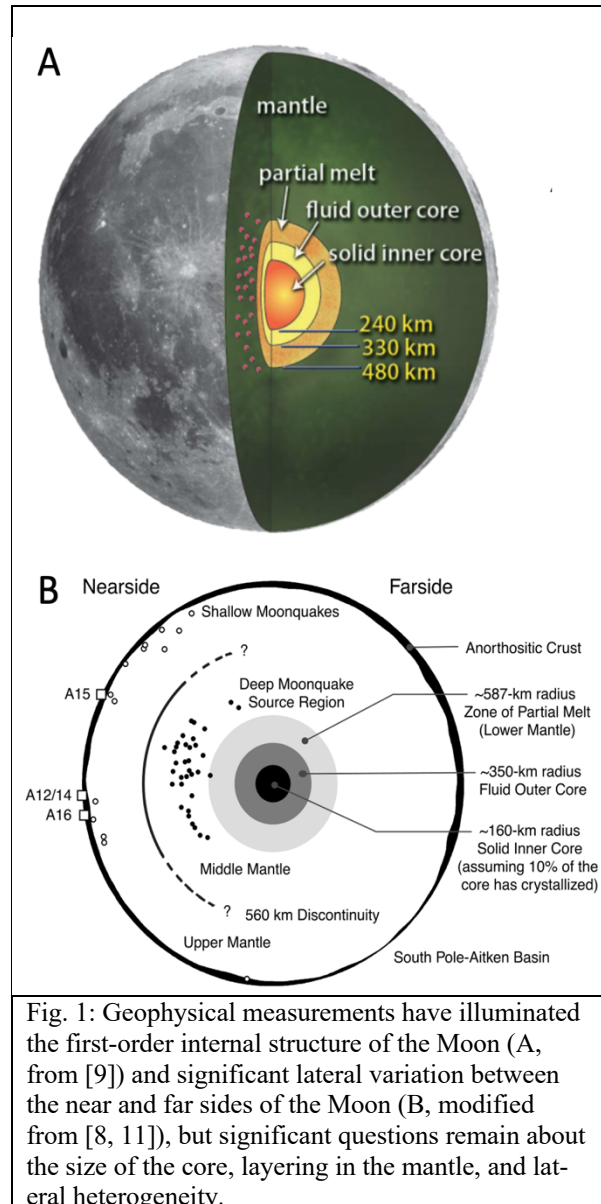 A
mantle
partial melt
fluid outer core
solid inner core
240 km
330 km
480 km
B
Nearside
Farside
Shallow Moonquakes
Anorthositic Crust
?
A15
Deep Moonquake
Source Region
~587-km radius
Zone of Partial Melt
(Lower Mantle)
~350-km radius
Fluid Outer Core
A12/14
A16
~160-km radius
Solid Inner Core
(assuming 10% of the
core has crystallized)
Middle Mantle
?
560 km Discontinuity
Upper Mantle
South Pole-Aitken Basin
Fig. 1: Geophysical measurements have illuminated
the first-order internal structure of the Moon (A,
from [9]) and significant lateral variation between
the near and far sides of the Moon (B, modified
from [8, 11]), but significant questions remain about
the size of the core, layering in the mantle, and lat-
eral heterogeneity.